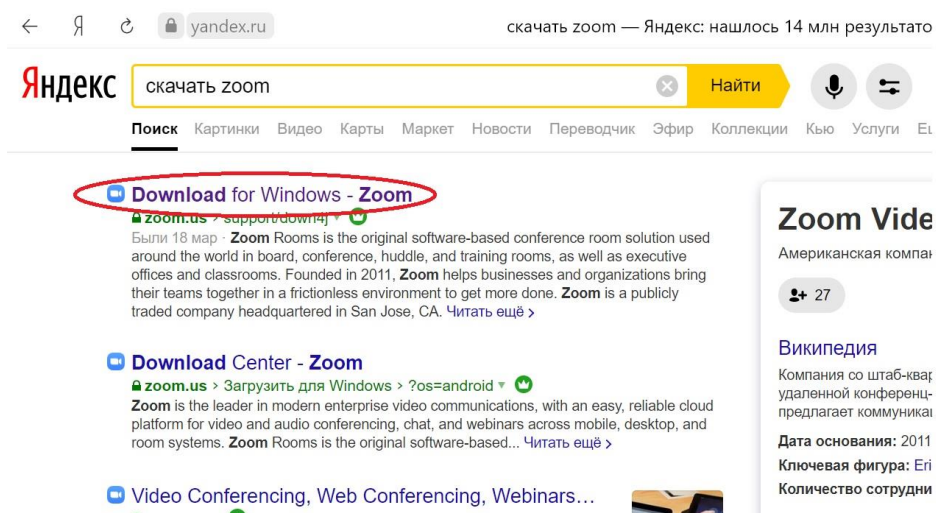 yandex.ru
скачать zoom — Яндекс: нашлось 14 млн результато
Яндекс
скачать zoom
Найти
Поиск Картинки Видео Карты Маркет Новости Переводчик Эфир Коллекции Кью Услуги
Download for Windows - Zoom
zoom.us › support/down4j
Были 18 мар · Zoom Rooms is the original software-based conference room solution used
around the world in board, conference, huddle, and training rooms, as well as executive
offices and classrooms. Founded in 2011, Zoom helps businesses and organizations bring
their teams together in a frictionless environment to get more done. Zoom is a publicly
traded company headquartered in San Jose, CA. Читать ещё ›
Download Center - Zoom
zoom.us › Загрузить для Windows › ?os=android
Zoom is the leader in modern enterprise video communications, with an easy, reliable cloud
platform for video and audio conferencing, chat, and webinars across mobile, desktop, and
room systems. Zoom Rooms is the original software-based... Читать ещё ›
Video Conferencing, Web Conferencing, Webinars...
Zoom Vide
Американская компан
27
Википедия
Компания со штаб-квар
удаленной конференц-
предлагает коммуника
Дата основания: 2011
Ключевая фигура: Eri
Количество сотрудни